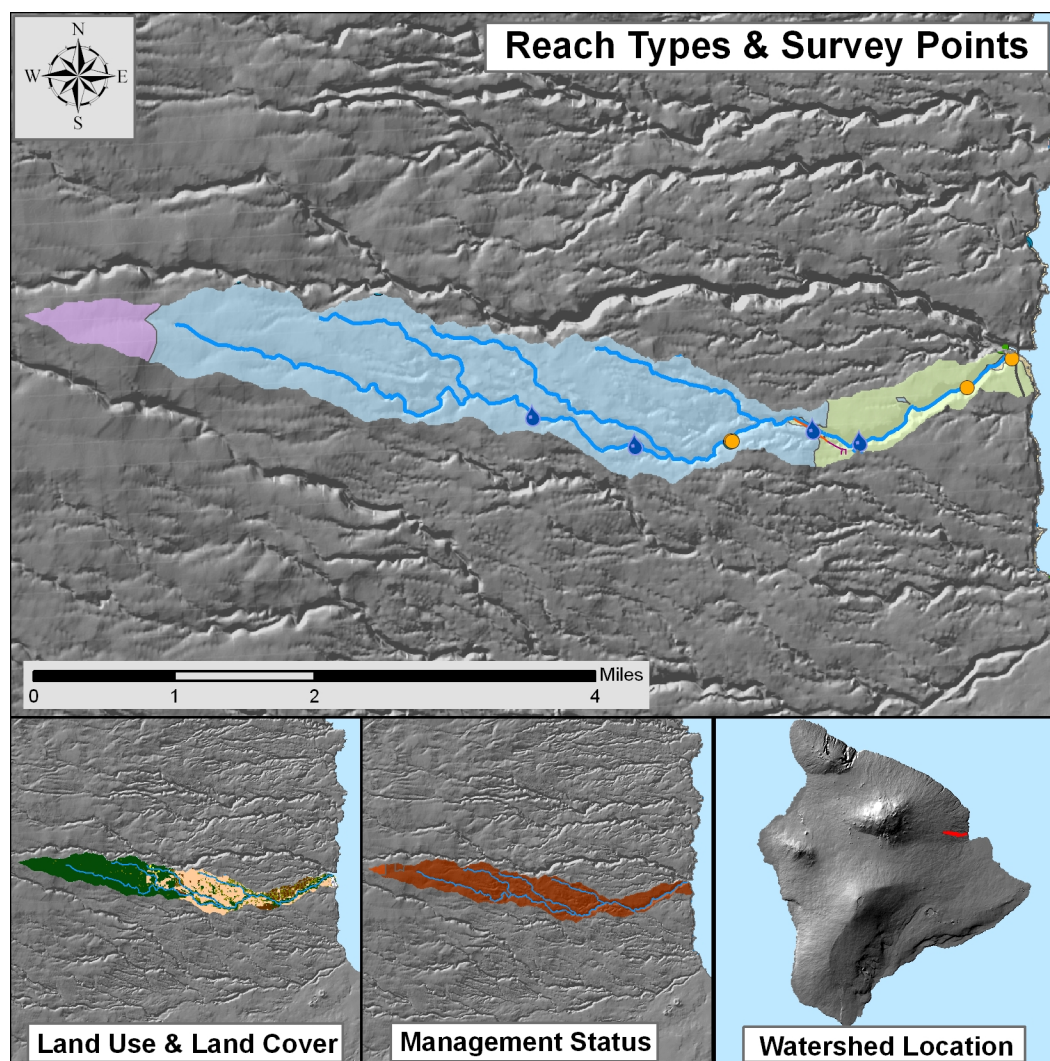 Reach Types & Survey Points
N
W E
S
Miles
0 1 2 4
Land Use & Land Cover
Management Status
Watershed Location